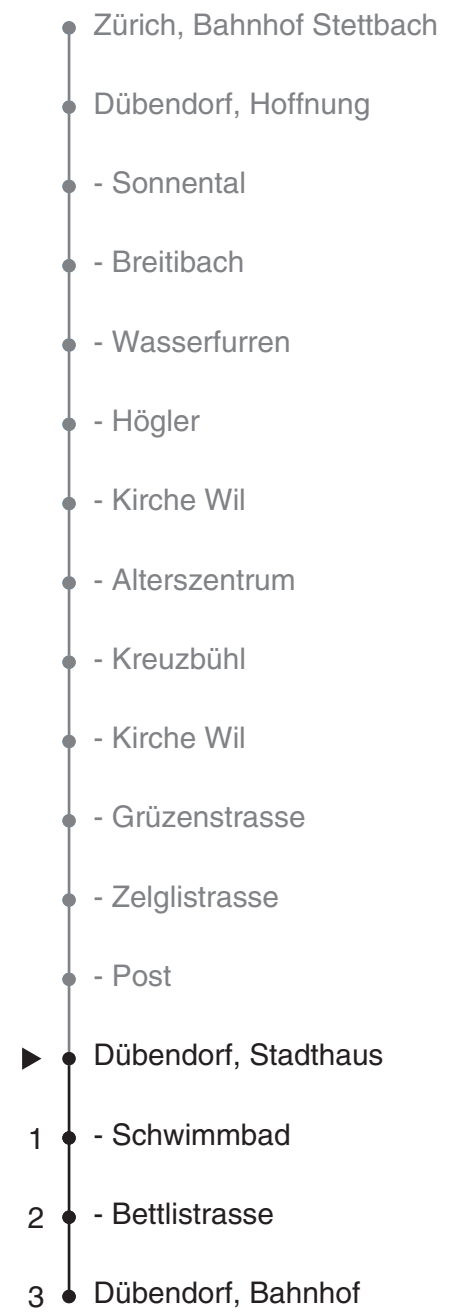 Zürich, Bahnhof Stettbach
Dübendorf, Hoffnung
- Sonnental
- Breitibach
- Wasserfurren
- Högler
- Kirche Wil
- Alterszentrum
- Kreuzbühl
- Kirche Wil
- Grüzenstrasse
- Zelglistrasse
- Post
Dübendorf, Stadthaus
1 - Schwimmbad
2 - Bettlistrasse
3 Dübendorf, Bahnhof